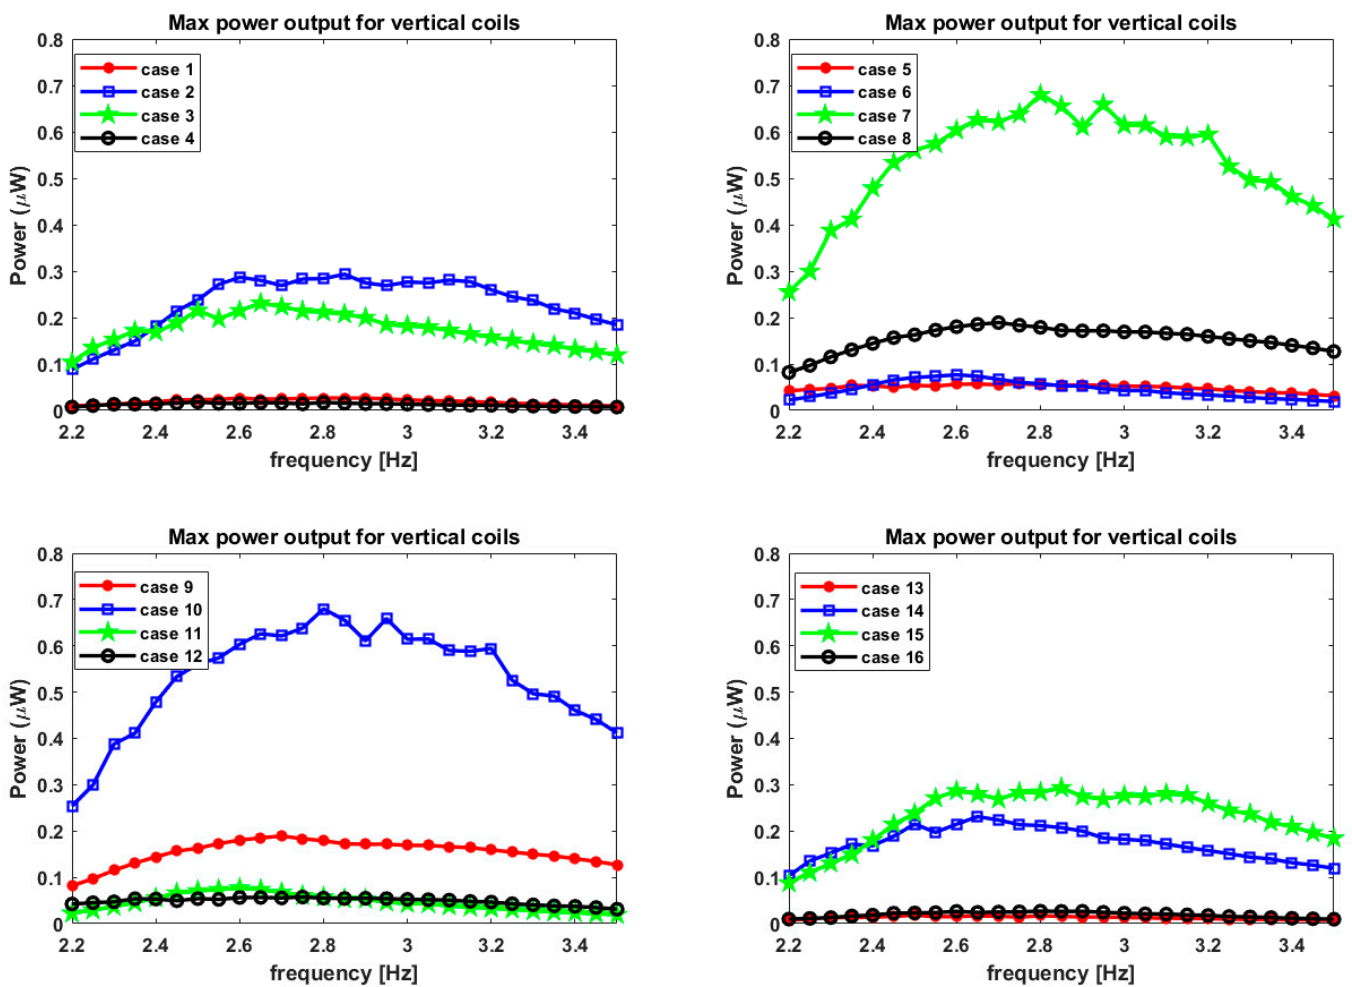 Max power output for vertical coils
0.8
0.7
0.6
0.5
0.4
0.3
0.2
0.1
0
Power (μW)
case 1
case 2
case 3
case 4
2.2 2.4 2.6 2.8 3 3.2 3.4
frequency [Hz]
Max power output for vertical coils
0.8
0.7
0.6
0.5
0.4
0.3
0.2
0.1
0
Power (μW)
case 5
case 6
case 7
case 8
2.2 2.4 2.6 2.8 3 3.2 3.4
frequency [Hz]
Max power output for vertical coils
0.8
0.7
0.6
0.5
0.4
0.3
0.2
0.1
0
Power (μW)
case 9
case 10
case 11
case 12
2.2 2.4 2.6 2.8 3 3.2 3.4
frequency [Hz]
Max power output for vertical coils
0.8
0.7
0.6
0.5
0.4
0.3
0.2
0.1
0
Power (μW)
case 13
case 14
case 15
case 16
2.2 2.4 2.6 2.8 3 3.2 3.4
frequency [Hz]